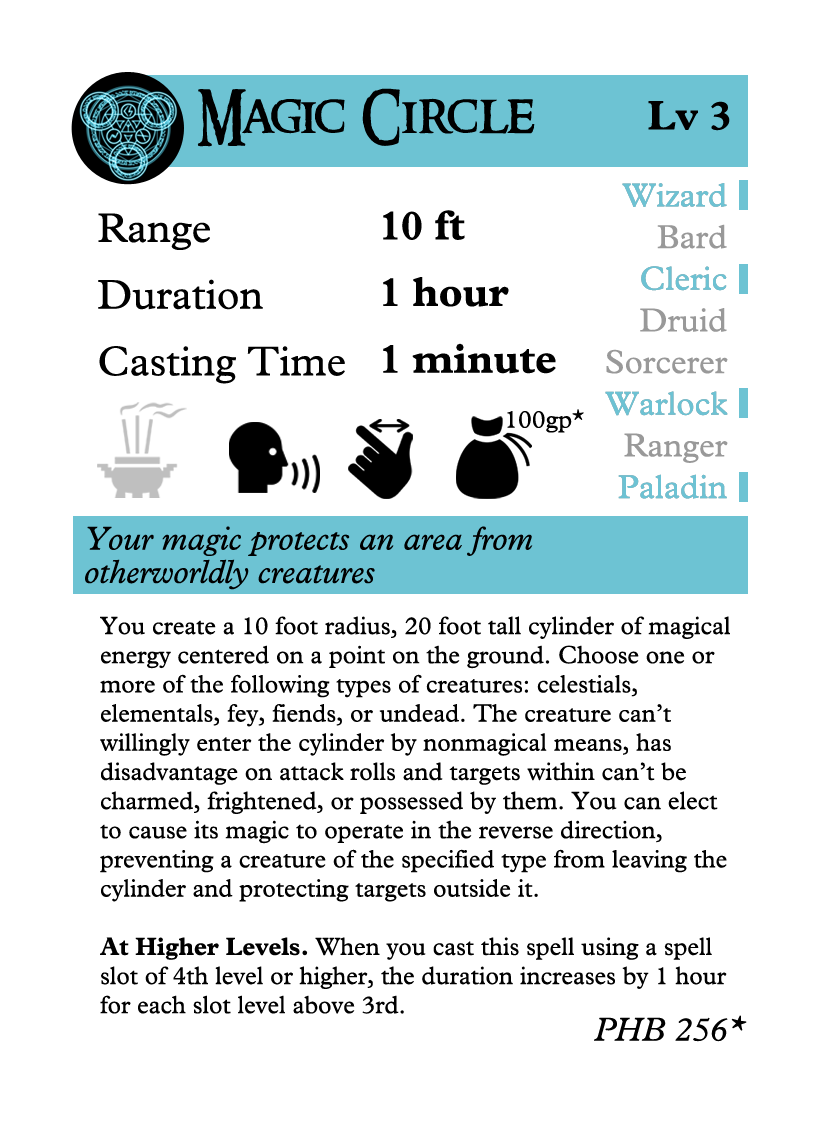 Magic Circle
Lv 3
Range 10 ft
Duration 1 hour
Casting Time 1 minute
Wizard
Bard
Cleric
Druid
Sorcerer
Warlock
Ranger
Paladin
100gp*
Your magic protects an area from
otherworldly creatures
You create a 10 foot radius, 20 foot tall cylinder of magical
energy centered on a point on the ground. Choose one or
more of the following types of creatures: celestials,
elementals, fey, fiends, or undead. The creature can’t
willingly enter the cylinder by nonmagical means, has
disadvantage on attack rolls and targets within can’t be
charmed, frightened, or possessed by them. You can elect
to cause its magic to operate in the reverse direction,
preventing a creature of the specified type from leaving the
cylinder and protecting targets outside it.
At Higher Levels. When you cast this spell using a spell
slot of 4th level or higher, the duration increases by 1 hour
for each slot level above 3rd.
PHB 256*